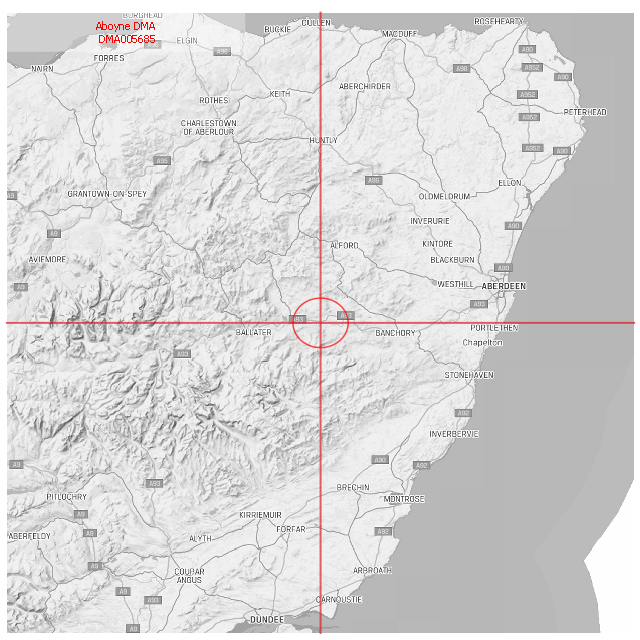 BURGHEAD
CULLEN
ROSEHEARTY
Aboyne DMA
BUCKIE
MACDUFF
DMA005685
ELGIN
A96
A90
FORRES
NAIRN
A98
A952
A90
KEITH
ABERCHIRDER
ROTHES
A952
PETERHEAD
A952
CHARLESTOWN
OF ABERLOUR
HUNTLY
A952
A90
A95
A96
ELLON
GRANTOWN-ON-SPEY
OLDMELDRUM
INVERURIE
A90
A9
ALFORD
KINTORE
AVIEMORE
BLACKBURN
A90
A9
WESTHILL
ABERDEEN
A93
A93
A93
BALLATER
BANCHORY
PORTLETHEN
Chapelton
A93
STONEHAVEN
A92
INVERBERVIE
A9
A90
A92
A93
BRECHIN
PITLOCHRY
MONTROSE
A9
KIRRIEMUIR
FORFAR
A92
ABERFELDY
A9
ALYTH
A9
COUPAR
ANGUS
ARBROATH
A9
A93
CARNOUSTIE
DUNDEE
A9